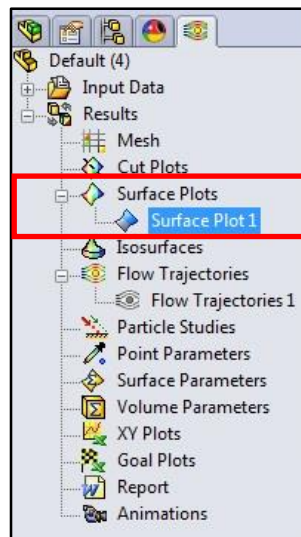 Default (4)
Input Data
Results
Mesh
Cut Plots
Surface Plots
Surface Plot 1
Isosurfaces
Flow Trajectories
Flow Trajectories 1
Particle Studies
Point Parameters
Surface Parameters
Volume Parameters
XY Plots
Goal Plots
Report
Animations